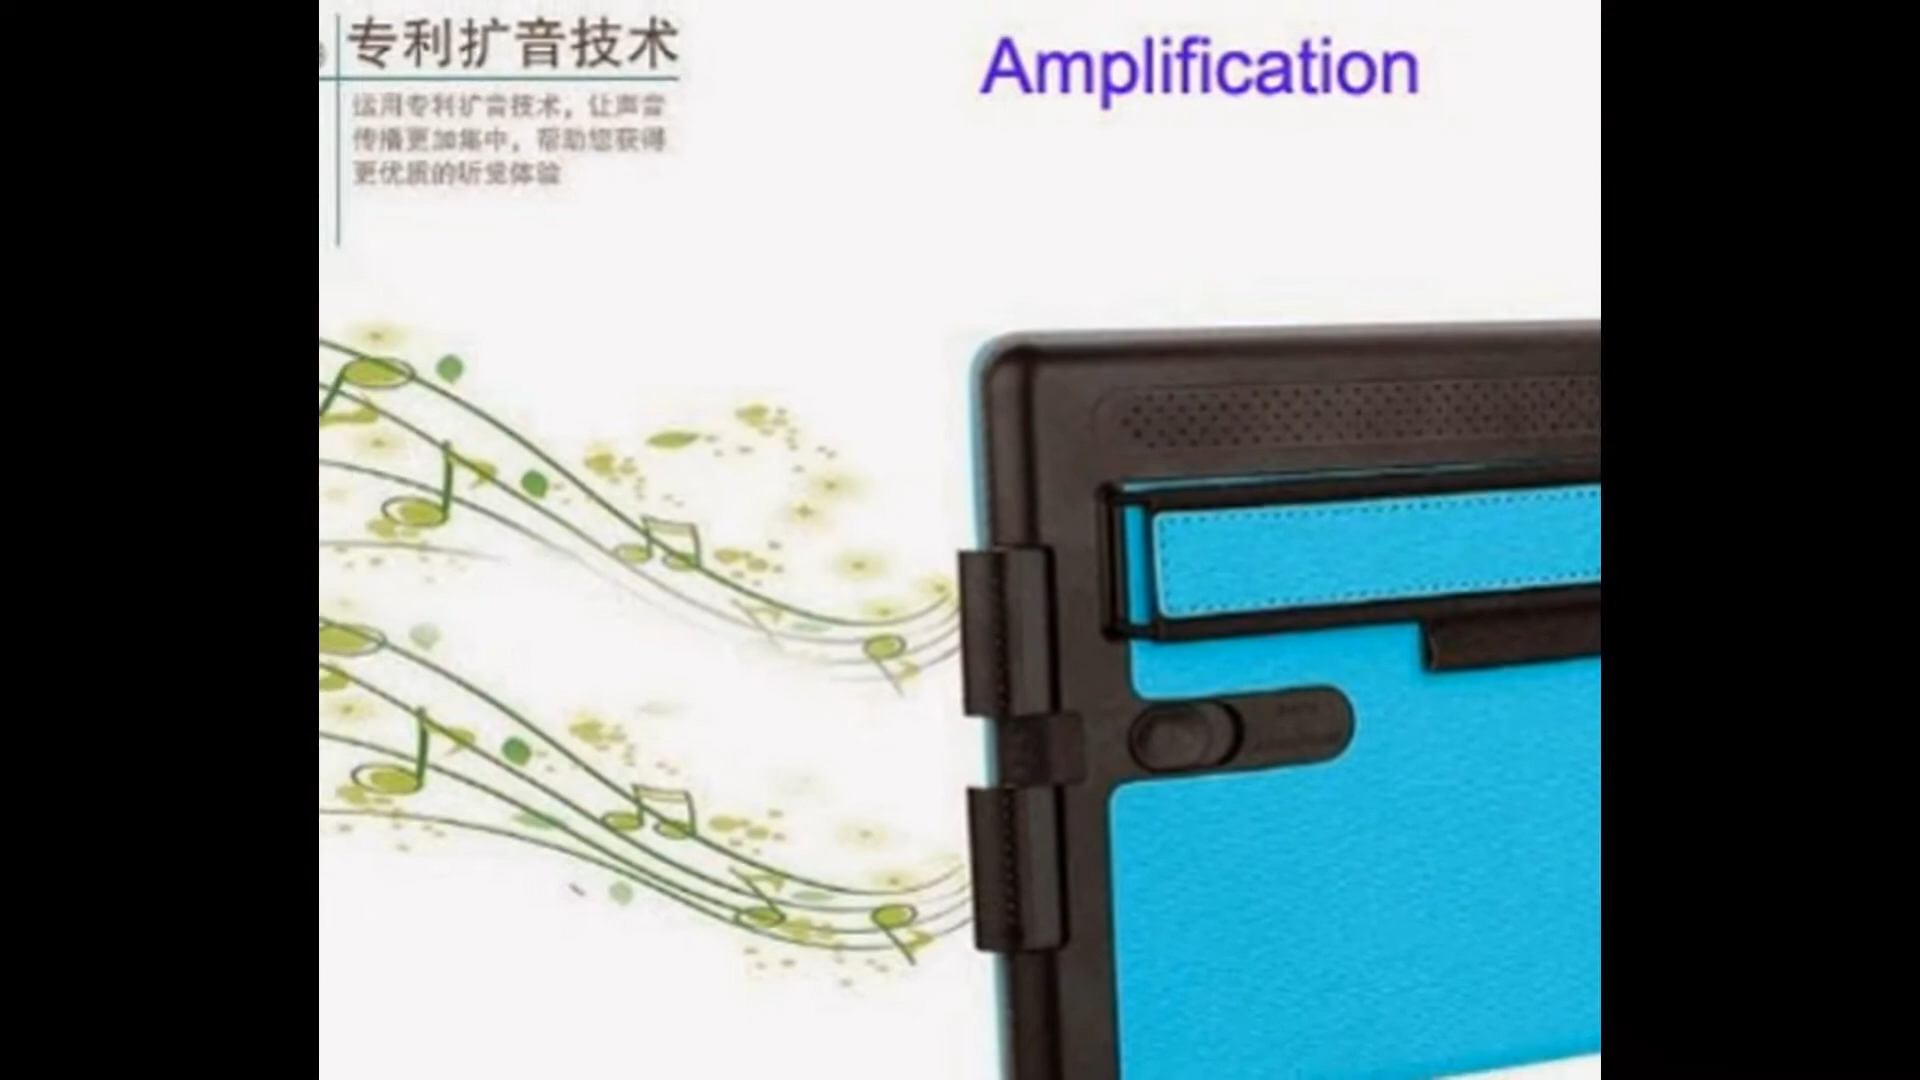 专利扩音技术
Amplification
运用专利扩音技术，让声音
传播更加集中，帮助您获得
更优质的听觉体验